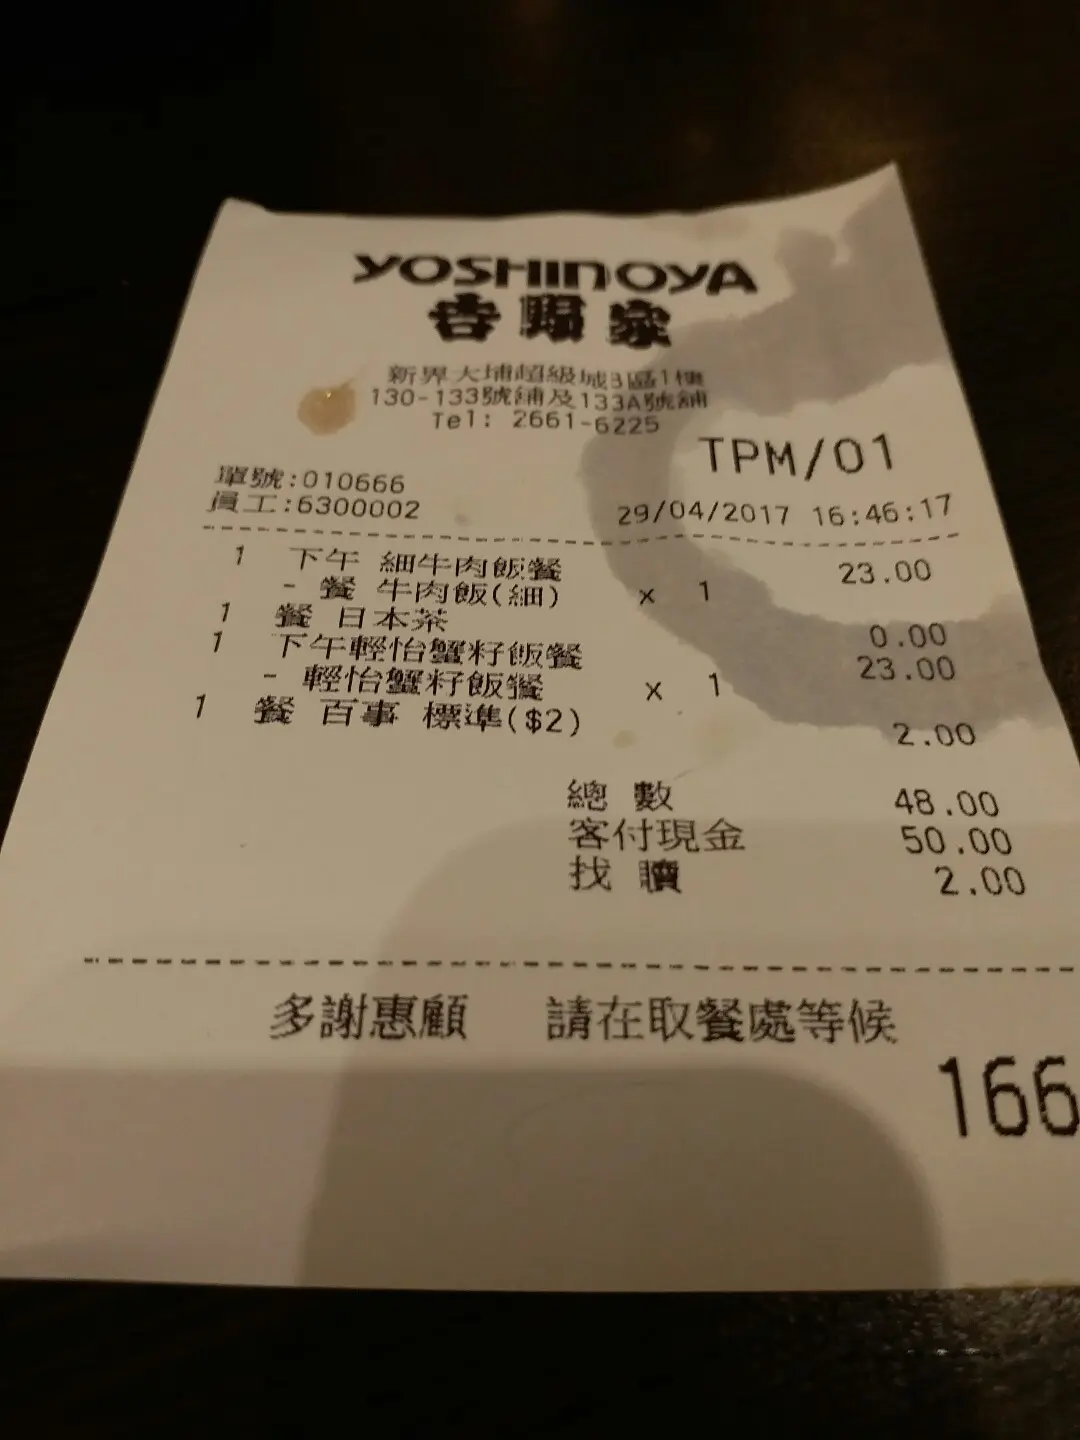 YOSHINOYA
吉野家
新界大埔超級城B區1樓
130-133號舖及133A號舖
Tel: 2661-6225
TPM/01
單號:010666
員工:6300002
29/04/2017 16:46:17
1 下午 細牛肉飯餐 23.00
- 餐 牛肉飯(細) x 1
1 餐 日本茶 0.00
1 下午輕怡蟹籽飯餐 23.00
- 輕怡蟹籽飯餐 x 1
1 餐 百事 標準($2) 2.00
總 數 48.00
客付現金 50.00
找 贖 2.00
多謝惠顧 請在取餐處等候
166